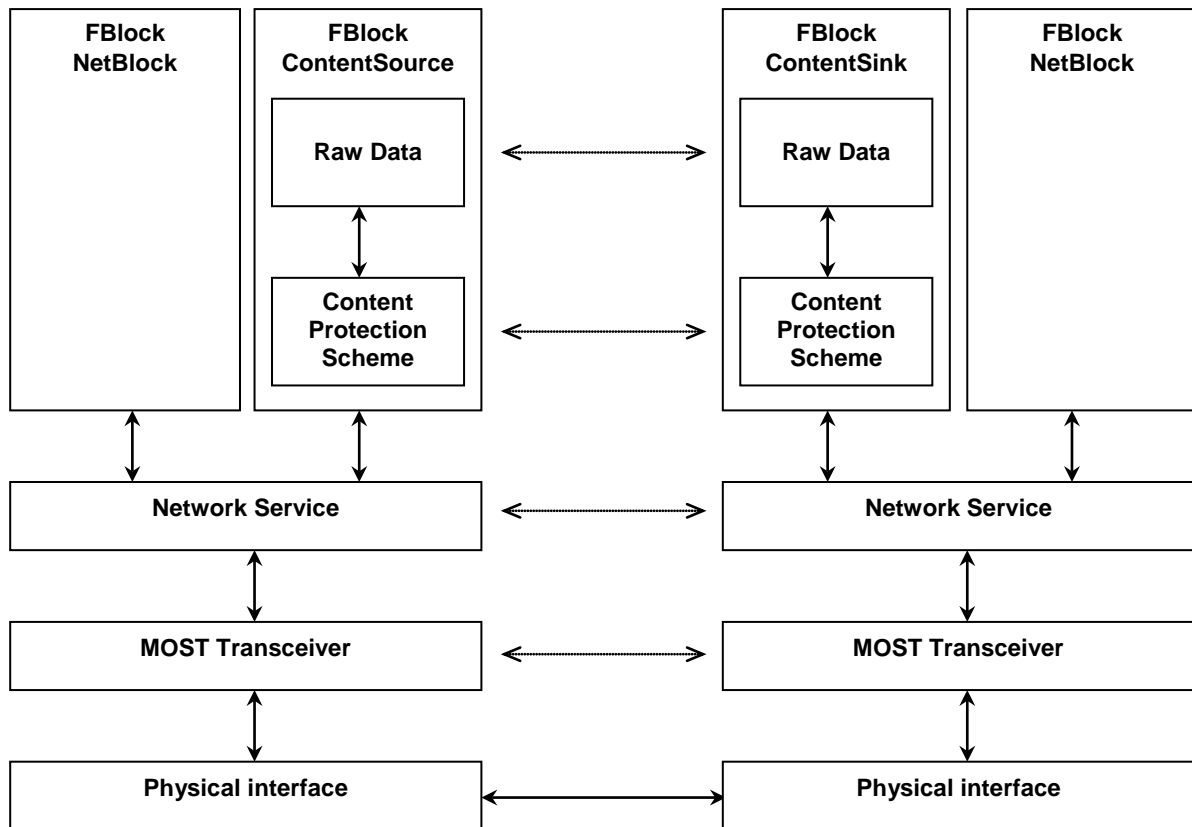 FBlock
NetBlock
FBlock
ContentSource
Raw Data
Content
Protection
Scheme
FBlock
ContentSink
Raw Data
Content
Protection
Scheme
FBlock
NetBlock
Network Service
Network Service
MOST Transceiver
MOST Transceiver
Physical interface
Physical interface